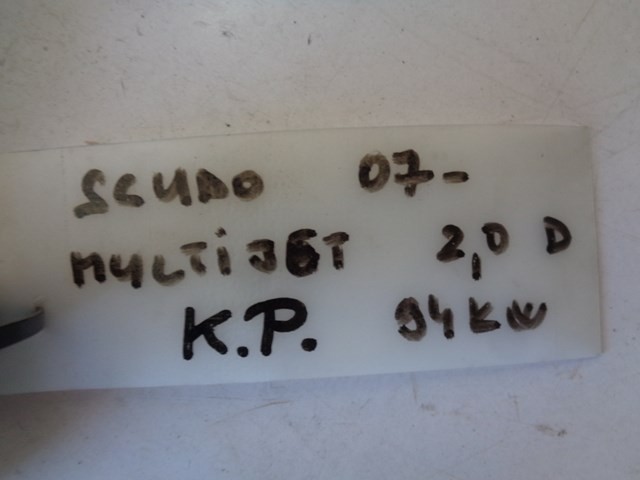 SCUDO 07-
MULTIJET 2,0 D
K.P. 94kW